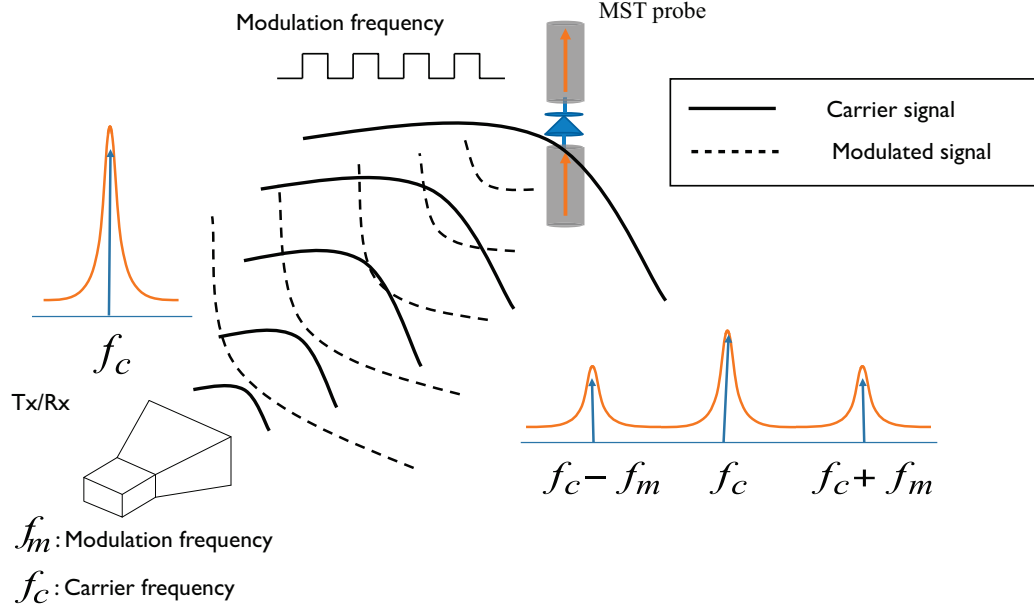 MST probe
Modulation frequency
Carrier signal
Modulated signal
f_c
Tx/Rx
f_c − f_m
f_c
f_c + f_m
f_m : Modulation frequency
f_c : Carrier frequency